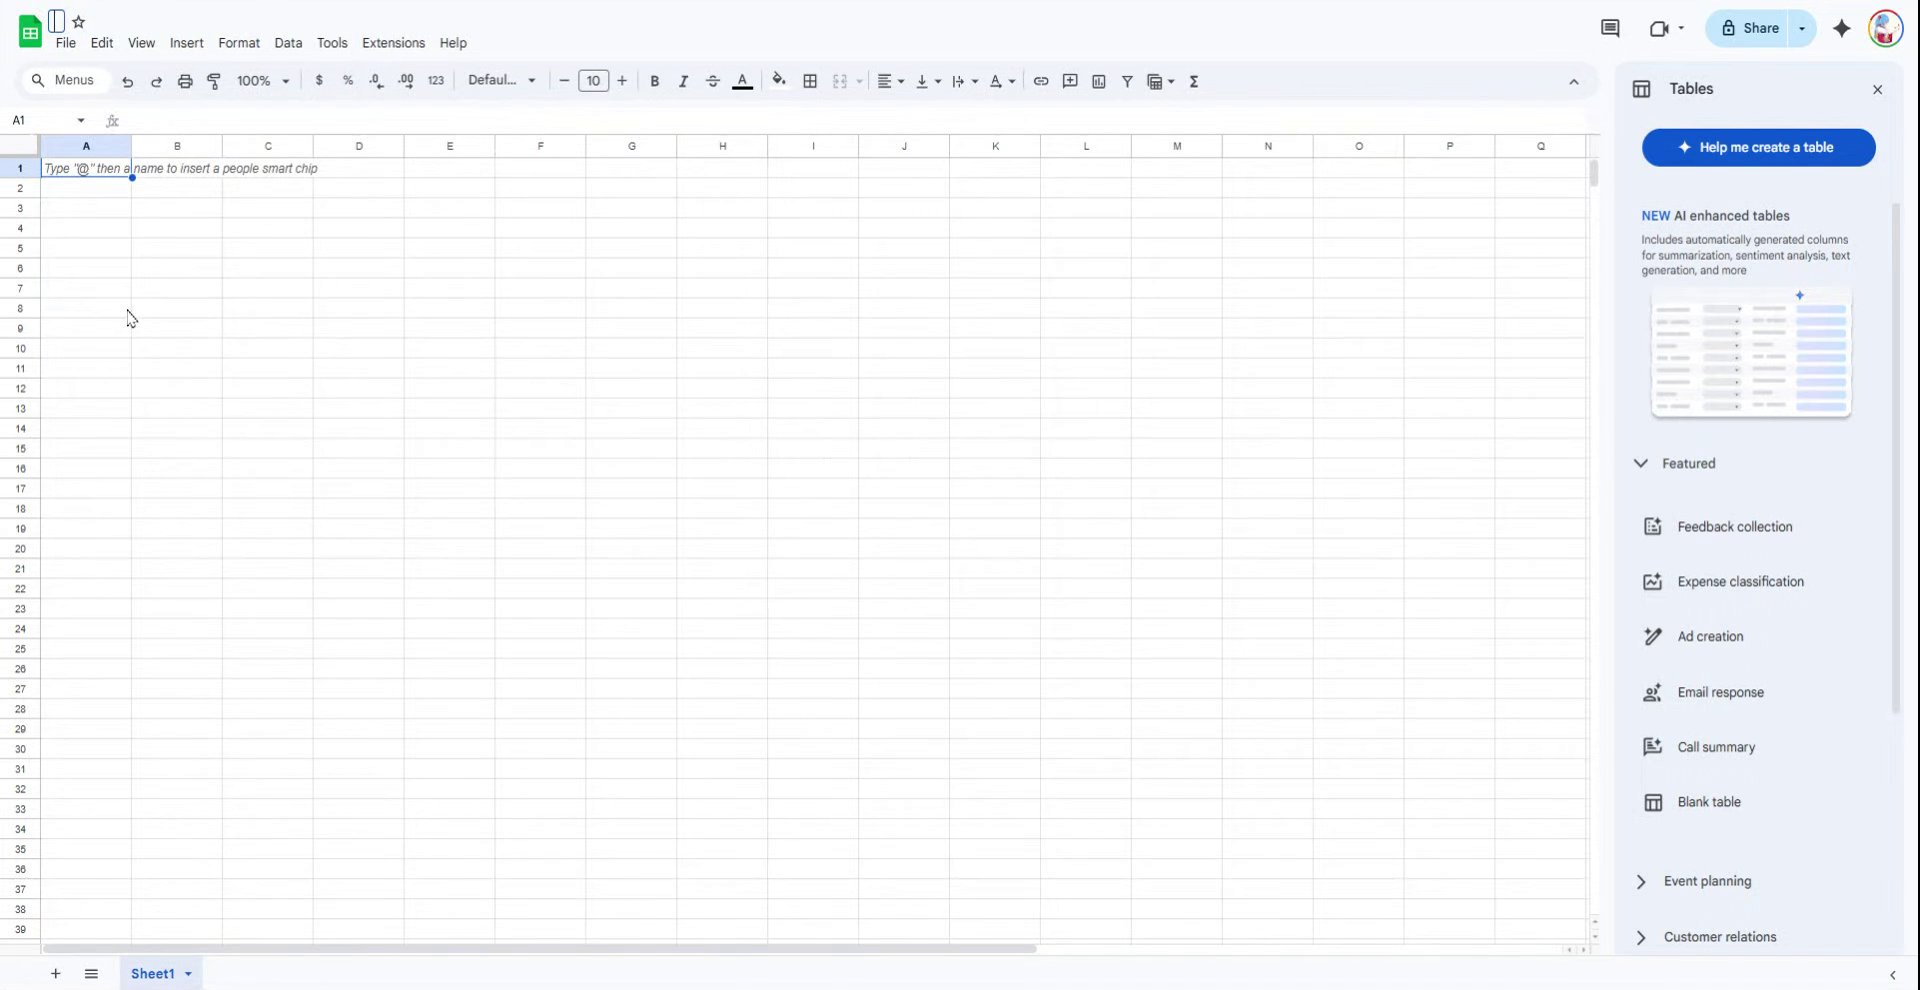 File Edit View Insert Format Data Tools Extensions Help
Share
Menus 100% $ % .0 .00 123 Defaul... 10 B I A Σ
A1 fx
A B C D E F G H I J K L M N O P Q
1 Type "@" then a name to insert a people smart chip
2
3
4
5
6
7
8
9
10
11
12
13
14
15
16
17
18
19
20
21
22
23
24
25
26
27
28
29
30
31
32
33
34
35
36
37
38
39
Sheet1
Tables
Help me create a table
NEW AI enhanced tables
Includes automatically generated columns
for summarization, sentiment analysis, text
generation, and more
Featured
Feedback collection
Expense classification
Ad creation
Email response
Call summary
Blank table
Event planning
Customer relations